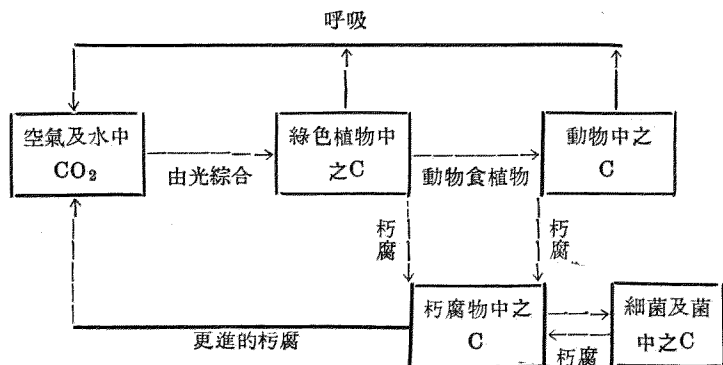 呼吸
空氣及水中
CO₂
由光綜合
綠色植物中
之C
動物食植物
動物中之
C
朽腐
朽腐
朽腐物中之
C
細菌及菌
中之C
朽腐
更進的朽腐